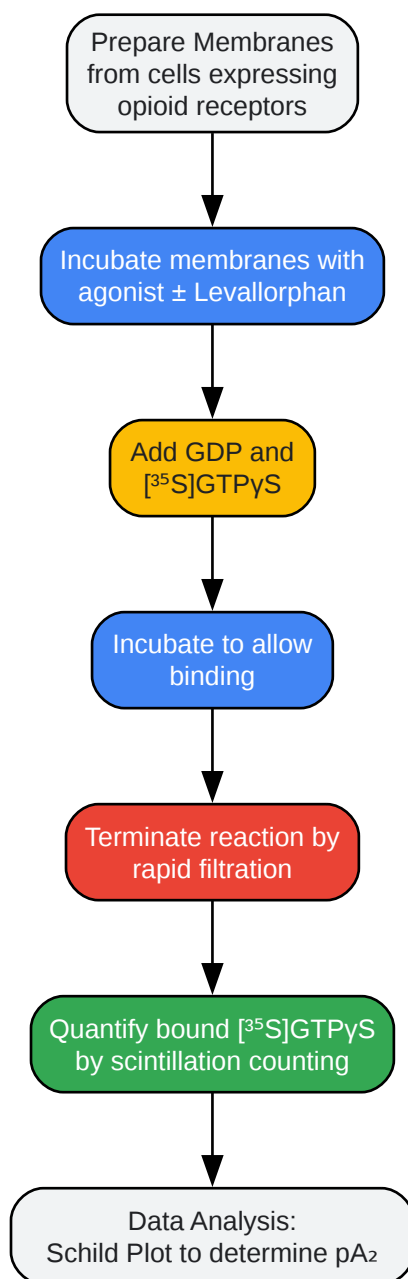 Prepare Membranes
from cells expressing
opioid receptors
Incubate membranes with
agonist ± Levallorphan
Add GDP and
[³⁵S]GTPγS
Incubate to allow
binding
Terminate reaction by
rapid filtration
Quantify bound [³⁵S]GTPγS
by scintillation counting
Data Analysis:
Schild Plot to determine pA₂